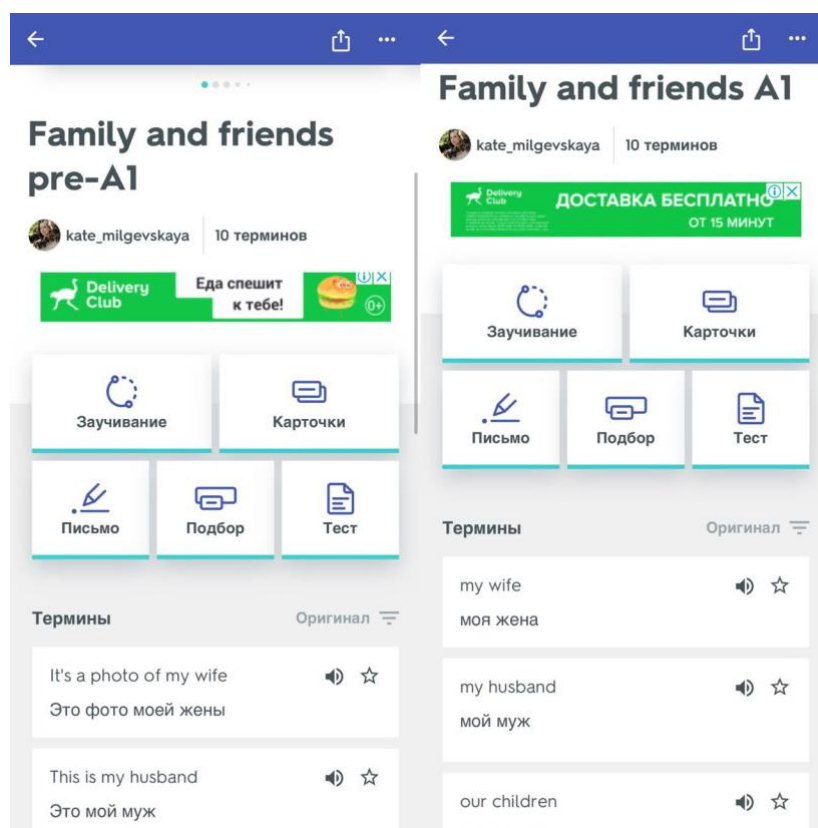 Family and friends
pre-A1
kate_milgevskaya
10 терминов
Delivery
Club
Еда спешит
к тебе!
0+
Заучивание
Карточки
Письмо
Подбор
Тест
Термины
Оригинал
It's a photo of my wife
Это фото моей жены
This is my husband
Это мой муж
Family and friends A1
kate_milgevskaya
10 терминов
Delivery
Club
ДОСТАВКА БЕСПЛАТНО
ОТ 15 МИНУТ
Заучивание
Карточки
Письмо
Подбор
Тест
Термины
Оригинал
my wife
моя жена
my husband
мой муж
our children